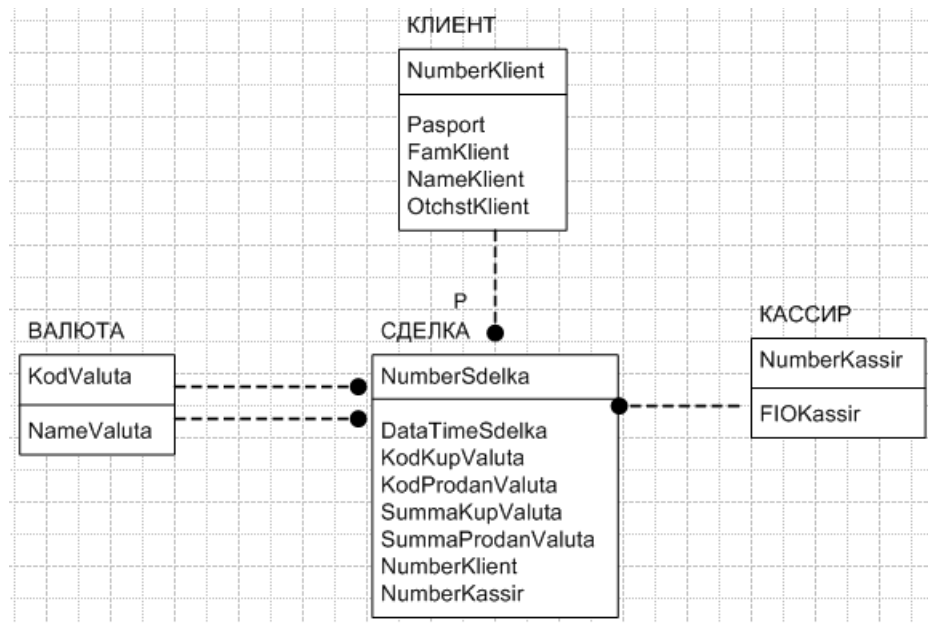 КЛИЕНТ
NumberKlient
Pasport
FamKlient
NameKlient
OtchstKlient
P
ВАЛЮТА
KodValuta
NameValuta
СДЕЛКА
NumberSdelka
DataTimeSdelka
KodKupValuta
KodProdanValuta
SummaKupValuta
SummaProdanValuta
NumberKlient
NumberKassir
КАССИР
NumberKassir
FIOKassir